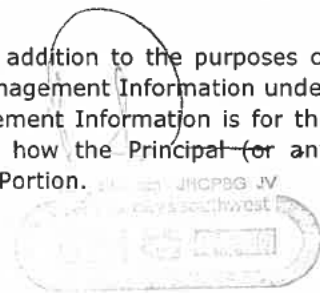 addition to the purposes o
nagement Information unde
ement Information is for th
how the Principal (or an
Portion.
JHCPBG JV
southwest